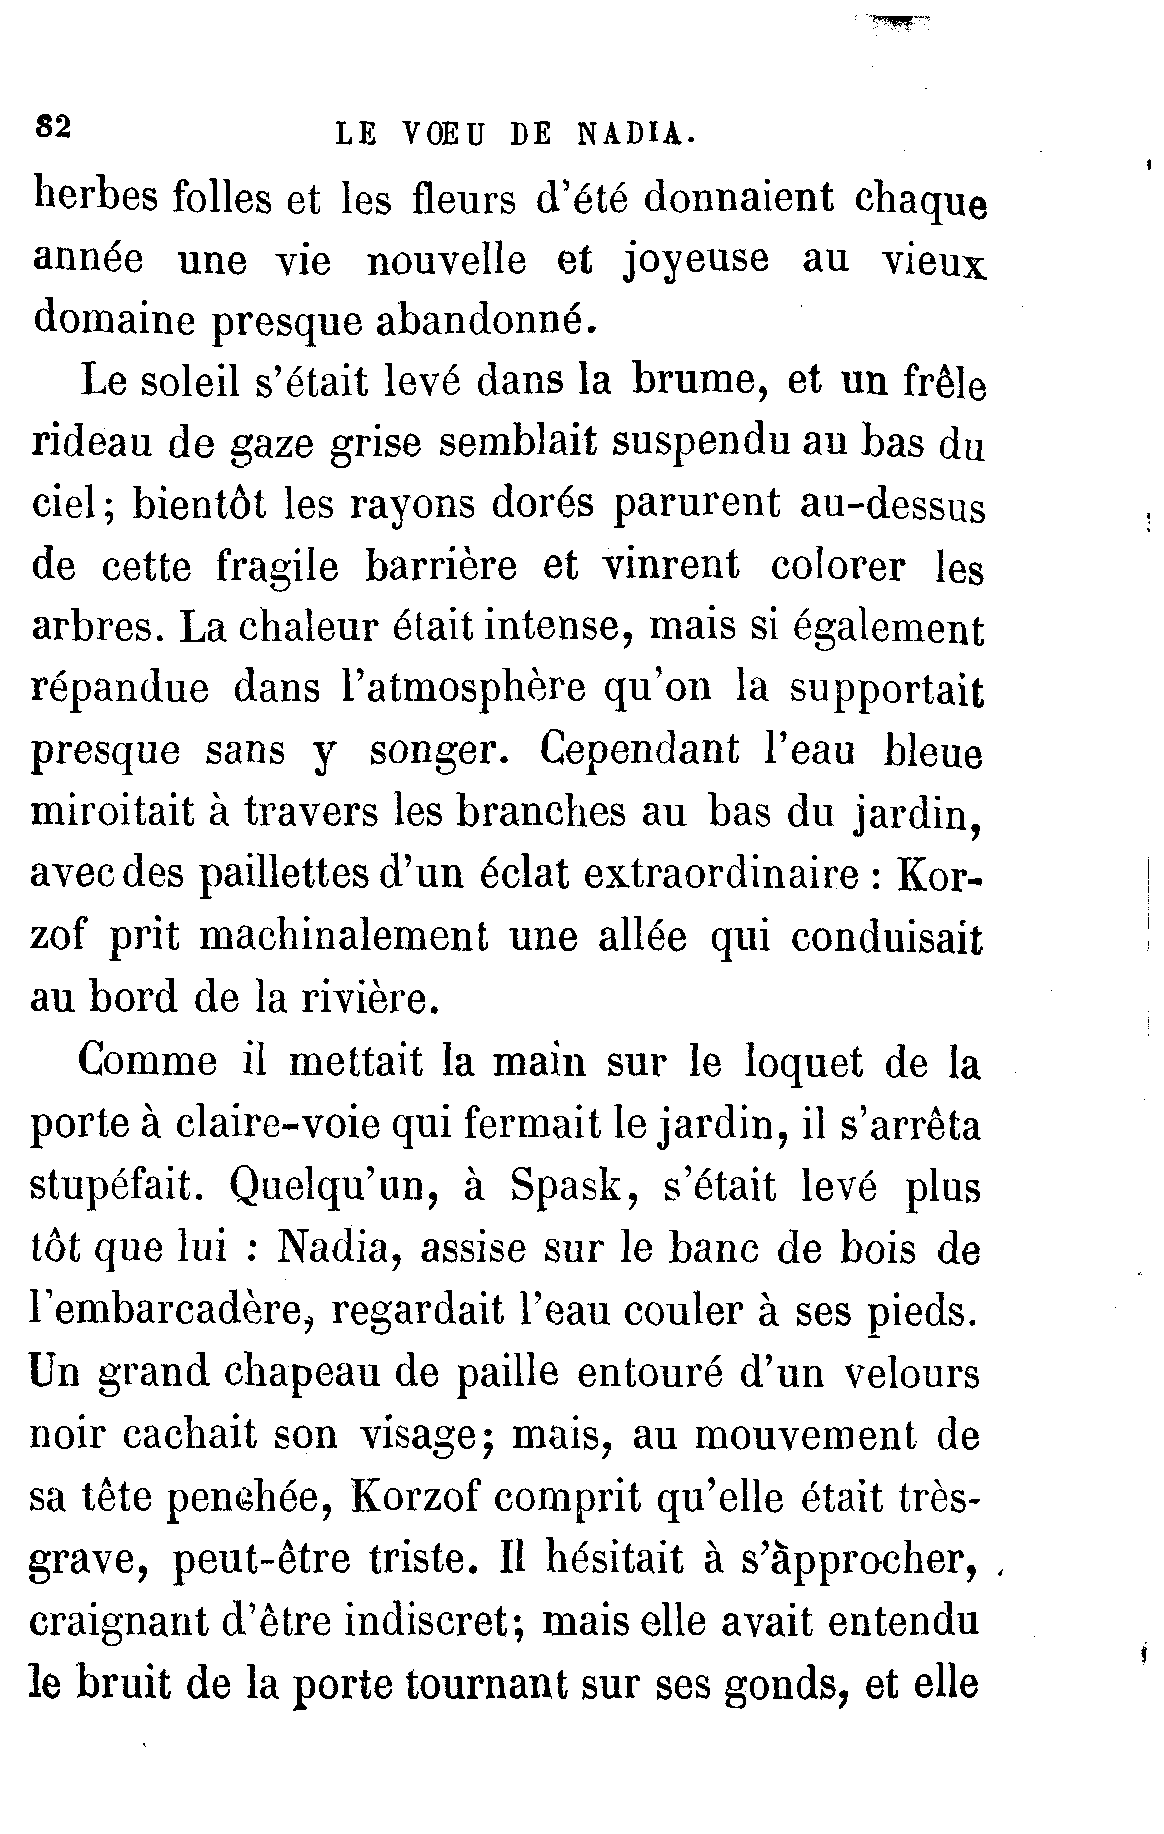 82 LE VŒU DE NADIA.
herbes folles et les fleurs d'été donnaient chaque
année une vie nouvelle et joyeuse au vieux
domaine presque abandonné.
Le soleil s'était levé dans la brume, et un frêle
rideau de gaze grise semblait suspendu au bas du
ciel; bientôt les rayons dorés parurent au-dessus
de cette fragile barrière et vinrent colorer les
arbres. La chaleur était intense, mais si également
répandue dans l'atmosphère qu'on la supportait
presque sans y songer. Cependant l'eau bleue
miroitait à travers les branches au bas du jardin,
avec des paillettes d'un éclat extraordinaire : Kor-
zof prit machinalement une allée qui conduisait
au bord de la rivière.
Comme il mettait la main sur le loquet de la
porte à claire-voie qui fermait le jardin, il s'arrêta
stupéfait. Quelqu'un, à Spask, s'était levé plus
tôt que lui : Nadia, assise sur le banc de bois de
l'embarcadère, regardait l'eau couler à ses pieds.
Un grand chapeau de paille entouré d'un velours
noir cachait son visage; mais, au mouvement de
sa tête penchée, Korzof comprit qu'elle était très-
grave, peut-être triste. Il hésitait à s'approcher,
craignant d'être indiscret; mais elle avait entendu
le bruit de la porte tournant sur ses gonds, et elle